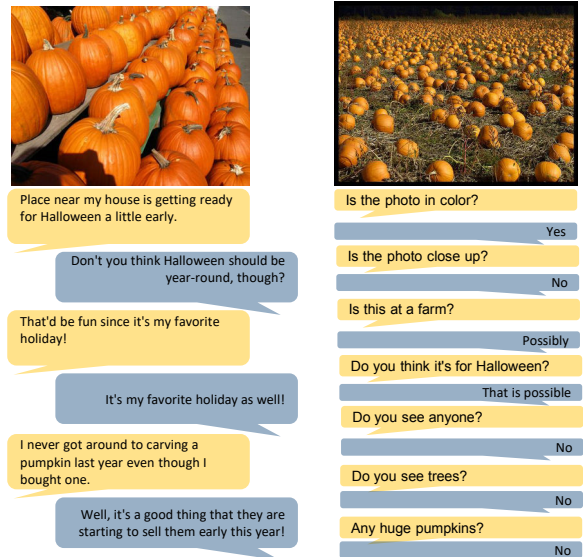 Place near my house is getting ready
for Halloween a little early.
Don't you think Halloween should be
year-round, though?
That'd be fun since it's my favorite
holiday!
It's my favorite holiday as well!
I never got around to carving a
pumpkin last year even though I
bought one.
Well, it's a good thing that they are
starting to sell them early this year!
Is the photo in color?
Yes
Is the photo close up?
No
Is this at a farm?
Possibly
Do you think it's for Halloween?
That is possible
Do you see anyone?
No
Do you see trees?
No
Any huge pumpkins?
No